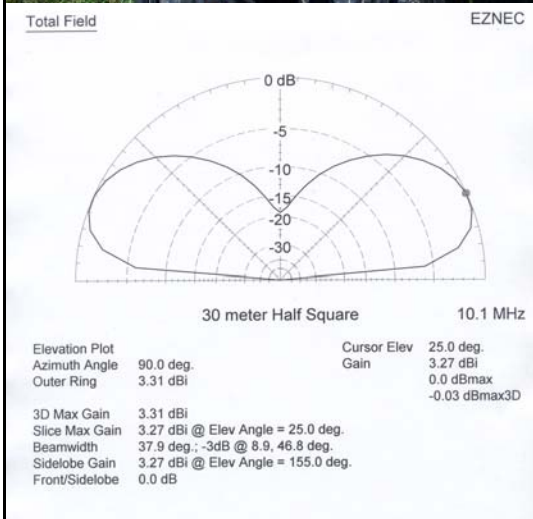 Total Field
EZNEC
0 dB
-5
-10
-15
-20
-30
30 meter Half Square
10.1 MHz
Elevation Plot
Azimuth Angle 90.0 deg.
Outer Ring 3.31 dBi
Cursor Elev 25.0 deg.
Gain 3.27 dBi
0.0 dBmax
-0.03 dBmax3D
3D Max Gain 3.31 dBi
Slice Max Gain 3.27 dBi @ Elev Angle = 25.0 deg.
Beamwidth 37.9 deg.; -3dB @ 8.9, 46.8 deg.
Sidelobe Gain 3.27 dBi @ Elev Angle = 155.0 deg.
Front/Sidelobe 0.0 dB